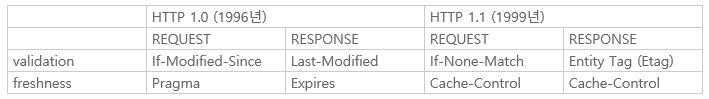 HTTP 1.0 (1996년) HTTP 1.1 (1999년)
REQUEST RESPONSE REQUEST RESPONSE
validation If-Modified-Since Last-Modified If-None-Match Entity Tag (Etag)
freshness Pragma Expires Cache-Control Cache-Control